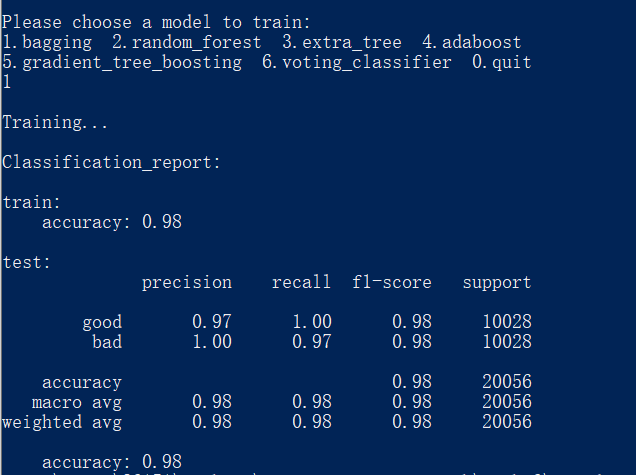 Please choose a model to train:
1.bagging 2.random_forest 3.extra_tree 4.adaboost
5.gradient_tree_boosting 6.voting_classifier 0.quit
1
Training...
Classification_report:
train:
accuracy: 0.98
test:
precision recall f1-score support
good 0.97 1.00 0.98 10028
bad 1.00 0.97 0.98 10028
accuracy 0.98 20056
macro avg 0.98 0.98 0.98 20056
weighted avg 0.98 0.98 0.98 20056
accuracy: 0.98